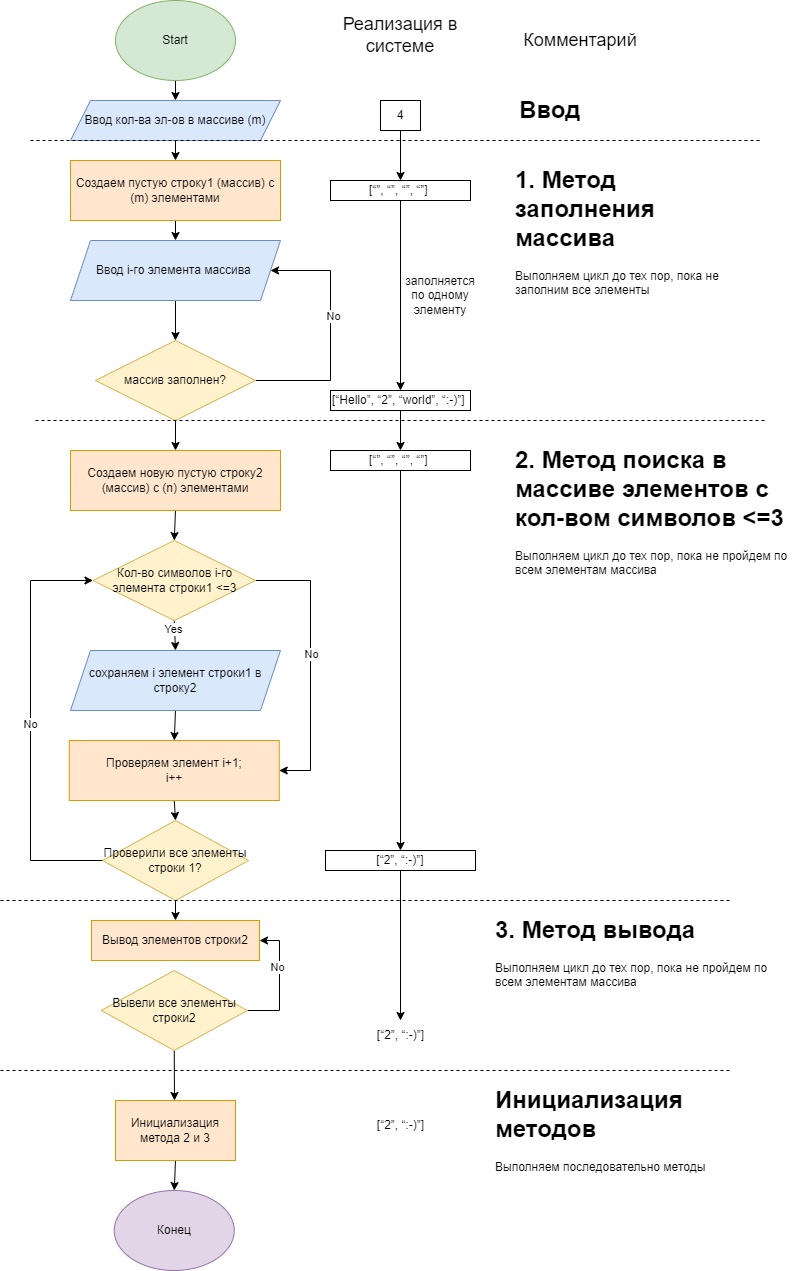 Start
Реализация в
системе
Комментарий
Ввод кол-ва эл-ов в массиве (m)
4
Ввод
Создаем пустую строку1 (массив) с
(m) элементами
[“”, “”, “”, “”]
1. Метод
заполнения
массива
Ввод i-го элемента массива
заполняется
по одному
элементу
Выполняем цикл до тех пор, пока не
заполним все элементы
No
массив заполнен?
[“Hello”, “2”, “world”, “:-)”]
Создаем новую пустую строку2
(массив) с (n) элементами
[“”, “”, “”, “”]
2. Метод поиска в
массиве элементов с
кол-вом символов <=3
Выполняем цикл до тех пор, пока не пройдем по
всем элементам массива
Кол-во символов i-го
элемента строки1 <=3
Yes
No
сохраняем i элемент строки1 в
строку2
No
Проверяем элемент i+1;
i++
Проверили все элементы
строки 1?
[“2”, “:-)”]
Вывод элементов строки2
3. Метод вывода
No
Выполняем цикл до тех пор, пока не пройдем по
всем элементам массива
Вывели все элементы
строки2
[“2”, “:-)”]
Инициализация
метода 2 и 3
[“2”, “:-)”]
Инициализация
методов
Выполняем последовательно методы
Конец